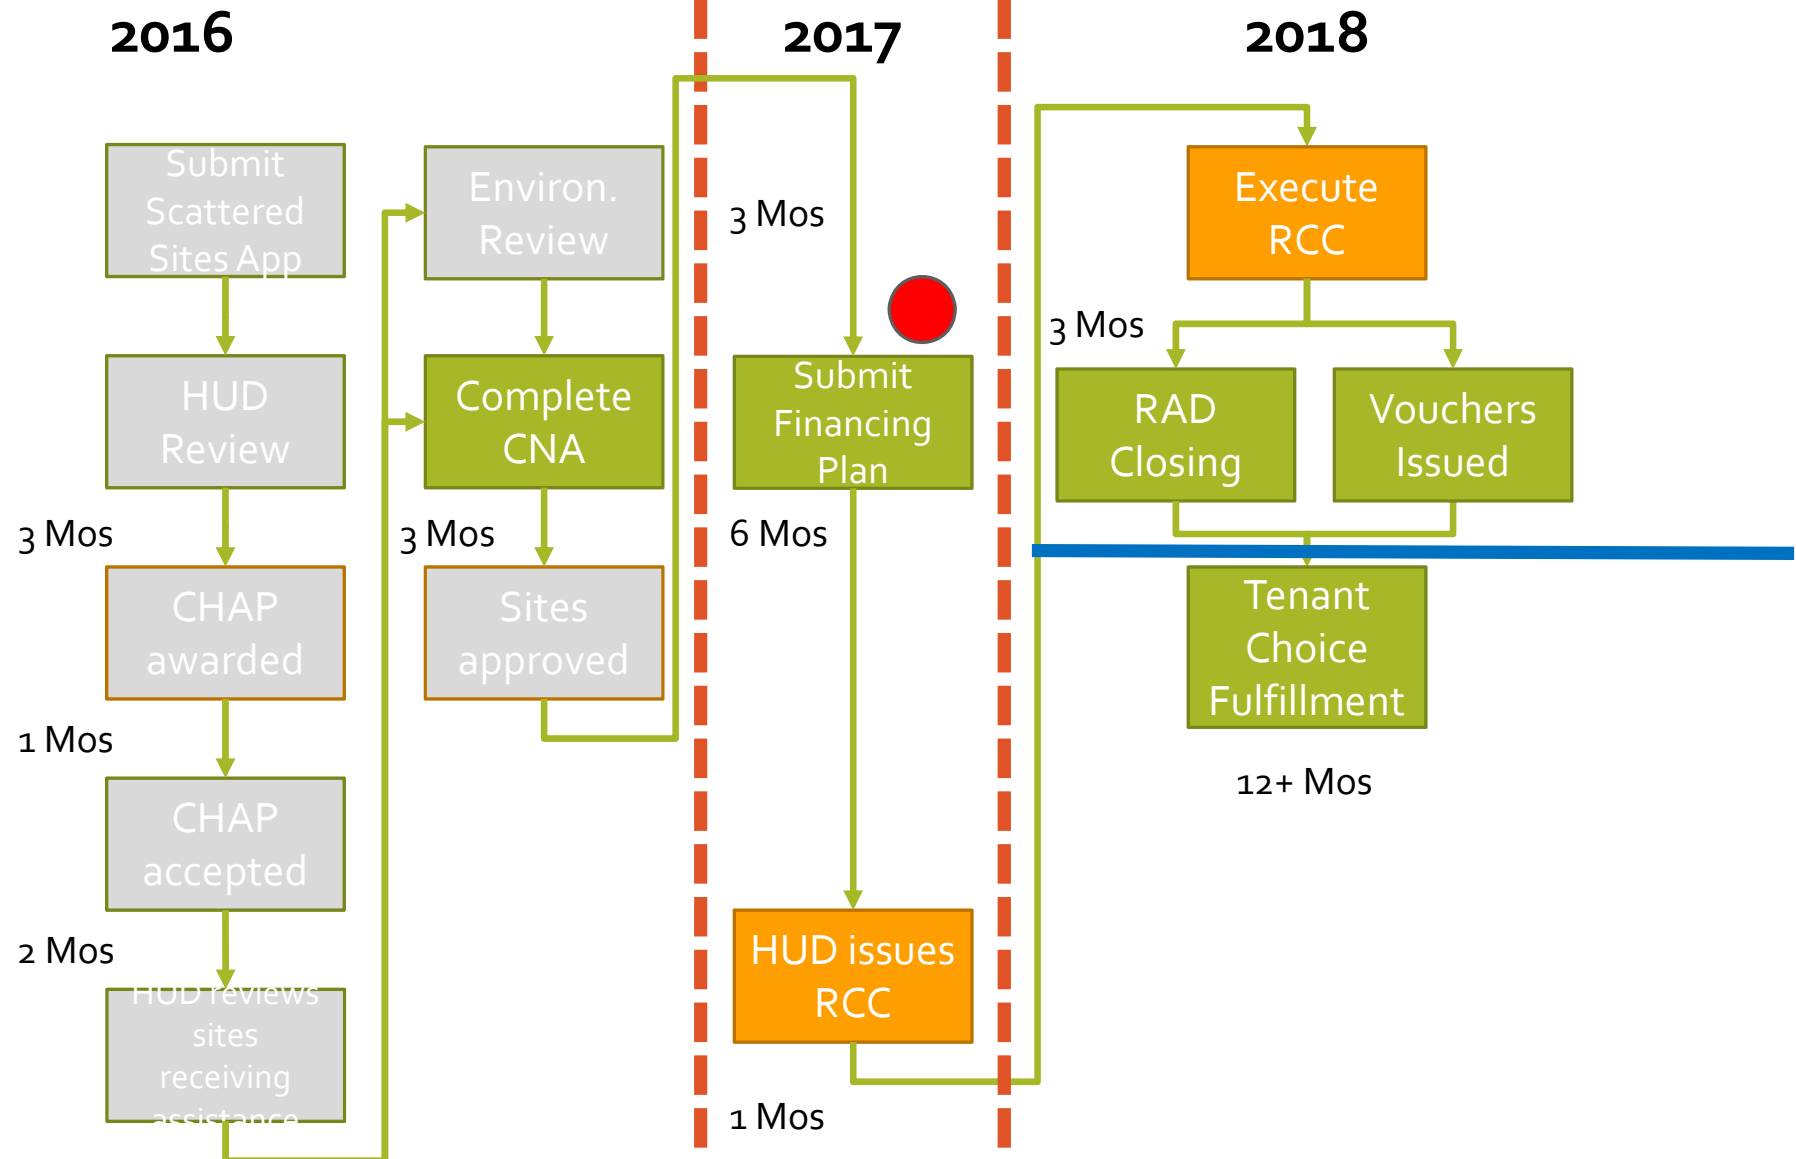 2016
2017
2018
Submit
Scattered
Sites App
HUD
Review
3 Mos
CHAP
awarded
1 Mos
CHAP
accepted
2 Mos
HUD reviews
sites
receiving
assistance
Environ.
Review
Complete
CNA
3 Mos
Sites
approved
3 Mos
Submit
Financing
Plan
6 Mos
HUD issues
RCC
1 Mos
Execute
RCC
3 Mos
RAD
Closing
Vouchers
Issued
Tenant
Choice
Fulfillment
12+ Mos